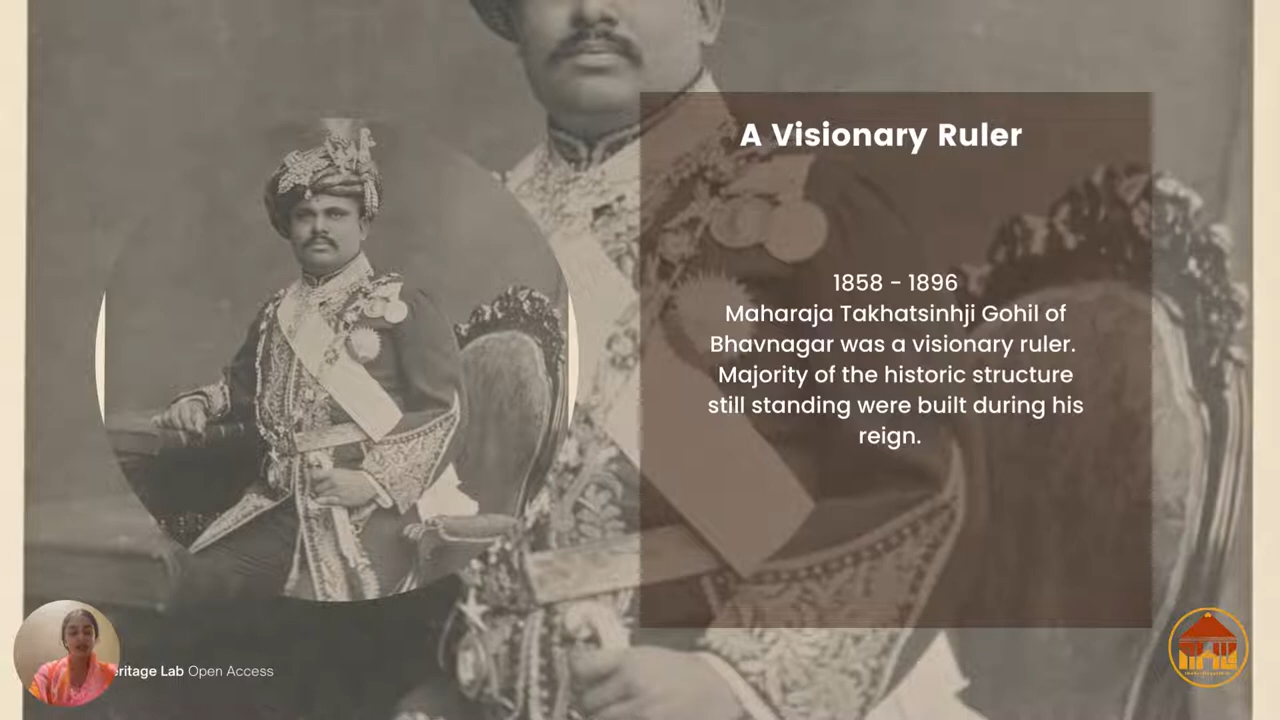 A Visionary Ruler
1858 - 1896
Maharaja Takhatsinhji Gohil of
Bhavnagar was a visionary ruler.
Majority of the historic structure
still standing were built during his
reign.
eritage Lab Open Access